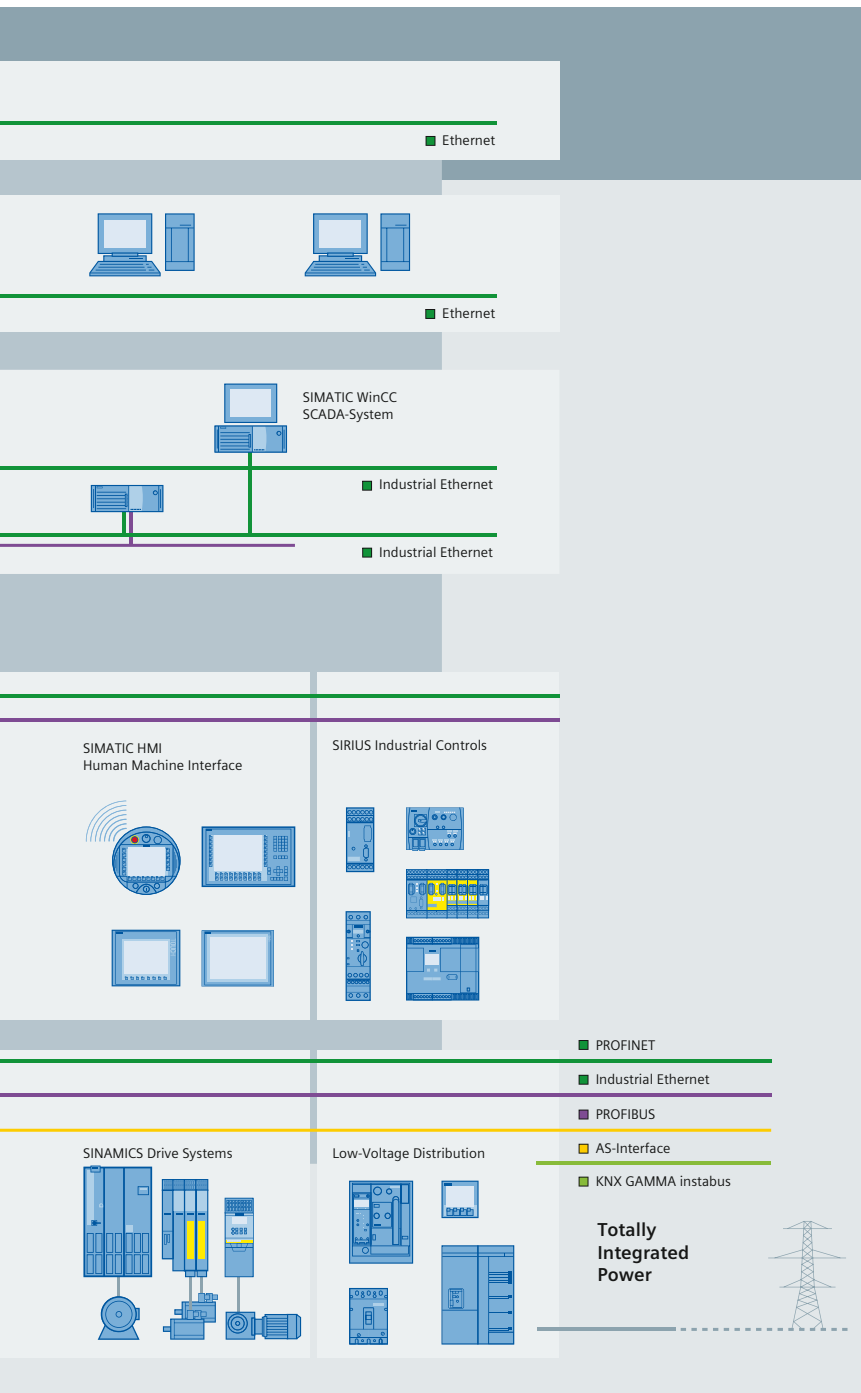 Ethernet
Ethernet
SIMATIC WinCC
SCADA-System
Industrial Ethernet
Industrial Ethernet
SIMATIC HMI
Human Machine Interface
SIRIUS Industrial Controls
PROFINET
Industrial Ethernet
PROFIBUS
AS-Interface
KNX GAMMA instabus
SINAMICS Drive Systems
Low-Voltage Distribution
Totally
Integrated
Power